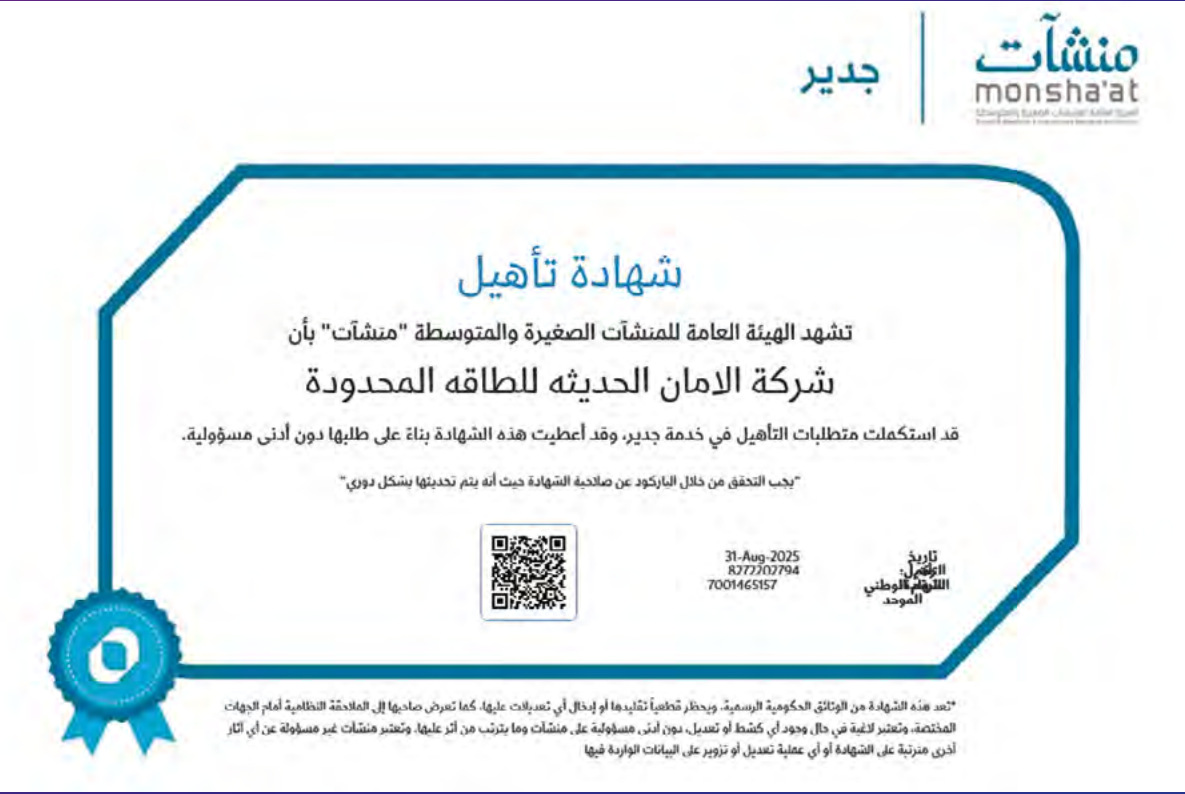 منشآت
monsha'at
جدير
شهادة تأهيل
تشهد الهيئة العامة للمنشآت الصغيرة والمتوسطة "منشآت" بأن
شركة الامان الحديثه للطاقه المحدودة
قد استكملت متطلبات التأهيل في خدمة جدير، وقد أعطيت هذه الشهادة بناءً على طلبها دون أدنى مسؤولية.
"يجب التحقق من خلال الباركود عن صلاحية الشهادة حيث أنه يتم تحديثها بشكل دوري"
تاريخ
31-Aug-2025
8272202794
7001465157
الوطني
الموحد
*تعد هذه الشهادة من الوثائق الحكومية الرسمية، ويحظر قطعياً تقليدها أو إدخال أي تعديلات عليها، كما تعرض صاحبها إلى الملاحقة النظامية أمام الجهات
المختصة، وتعتبر لاغية في حال وجود أي كشط أو تعديل، دون أدنى مسؤولية على منشآت وما يترتب من أثر عليها، وتعتبر منشآت غير مسؤولة عن أي آثار
أخرى مترتبة على الشهادة أو أي عملية تعديل أو تزوير على البيانات الواردة فيها